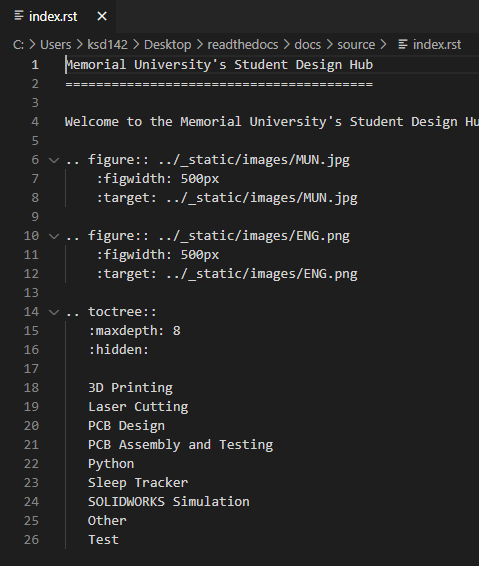 index.rst
C: > Users > ksd142 > Desktop > readthedocs > docs > source > index.rst
1 Memorial University's Student Design Hub
2 ========================================
3
4 Welcome to the Memorial University's Student Design Hu
5
6 .. figure:: ../_static/images/MUN.jpg
7 :figwidth: 500px
8 :target: ../_static/images/MUN.jpg
9
10 .. figure:: ../_static/images/ENG.png
11 :figwidth: 500px
12 :target: ../_static/images/ENG.png
13
14 .. toctree::
15 :maxdepth: 8
16 :hidden:
17
18 3D Printing
19 Laser Cutting
20 PCB Design
21 PCB Assembly and Testing
22 Python
23 Sleep Tracker
24 SOLIDWORKS Simulation
25 Other
26 Test